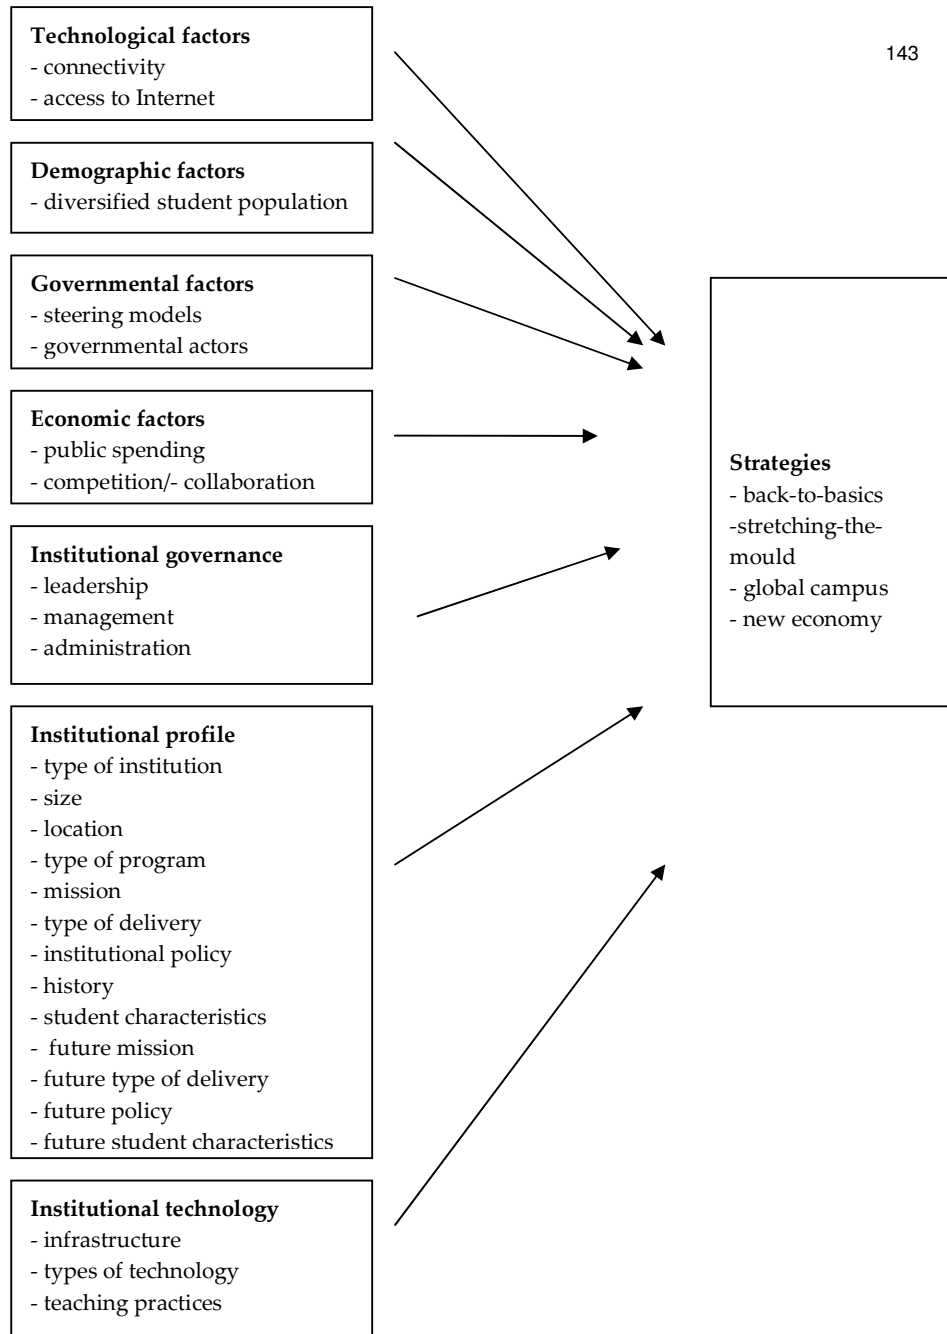 143
Technological factors
- connectivity
- access to Internet
Demographic factors
- diversified student population
Governmental factors
- steering models
- governmental actors
Economic factors
- public spending
- competition/- collaboration
Institutional governance
- leadership
- management
- administration
Institutional profile
- type of institution
- size
- location
- type of program
- mission
- type of delivery
- institutional policy
- history
- student characteristics
-  future mission
- future type of delivery
- future policy
- future student characteristics
Institutional technology
- infrastructure
- types of technology
- teaching practices
Strategies
- back-to-basics
-stretching-the-
mould
- global campus
- new economy